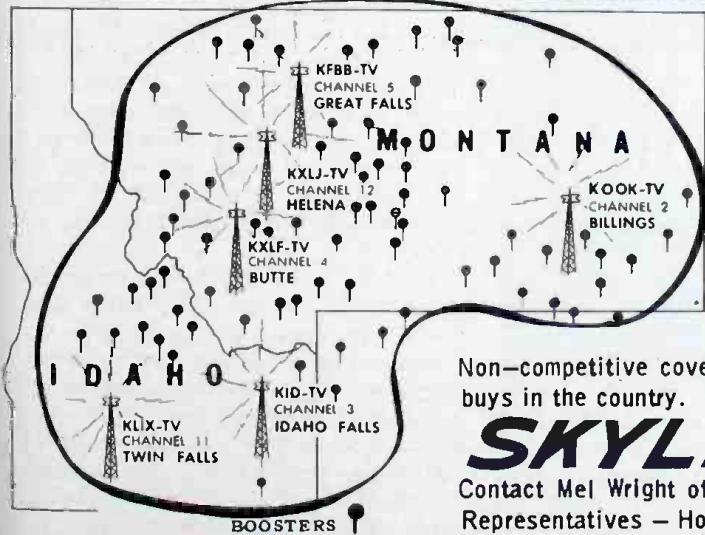 KFBB-TV
CHANNEL 5
GREAT FALLS
MONTANA
KXLJ-TV
CHANNEL 12
HELENA
KOOK-TV
CHANNEL 2
BILLINGS
KXLF-TV
CHANNEL 4
BUTTE
IDAHO
KID-TV
CHANNEL 3
IDAHO FALLS
KLIX-TV
CHANNEL 11
TWIN FALLS
BOOSTERS
Non-competitive
buys in the country.
Contact Mel Wright of
Representatives –